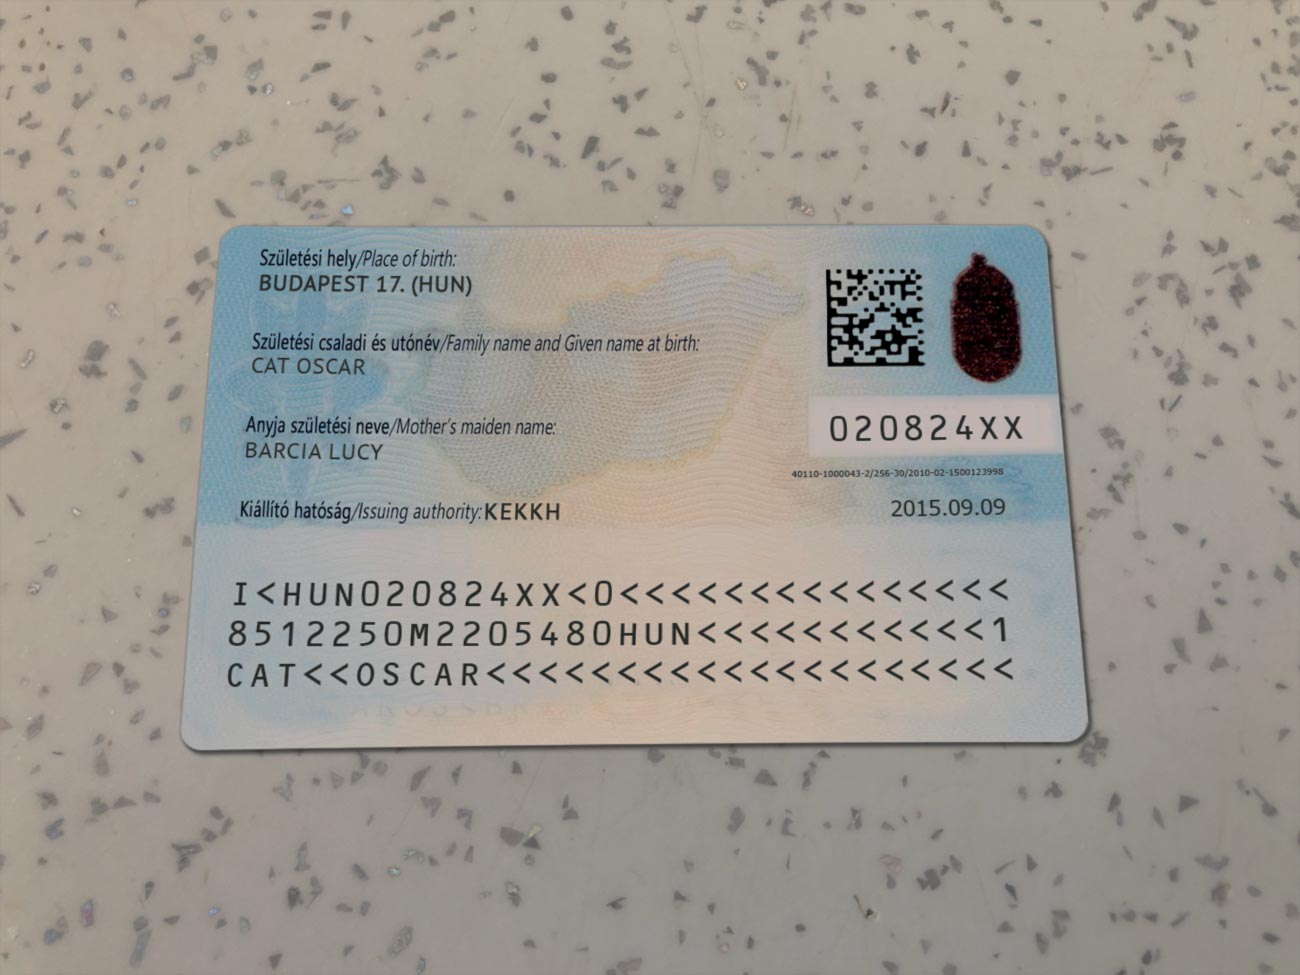 Születési hely/Place of birth:
BUDAPEST 17. (HUN)
Születési csaladi és utónév/Family name and Given name at birth:
CAT OSCAR
Anyja születési neve/Mother's maiden name:
BARCIA LUCY
020824XX
40110-1000043-2/256-30/2010-02-1500123998
Kiállító hatóság/Issuing authority:KEKKH
2015.09.09
I<HUN020824XX<0<<<<<<<<<<<<<<<
8512250M2205480HUN<<<<<<<<<<<1
CAT<<OSCAR<<<<<<<<<<<<<<<<<<<<